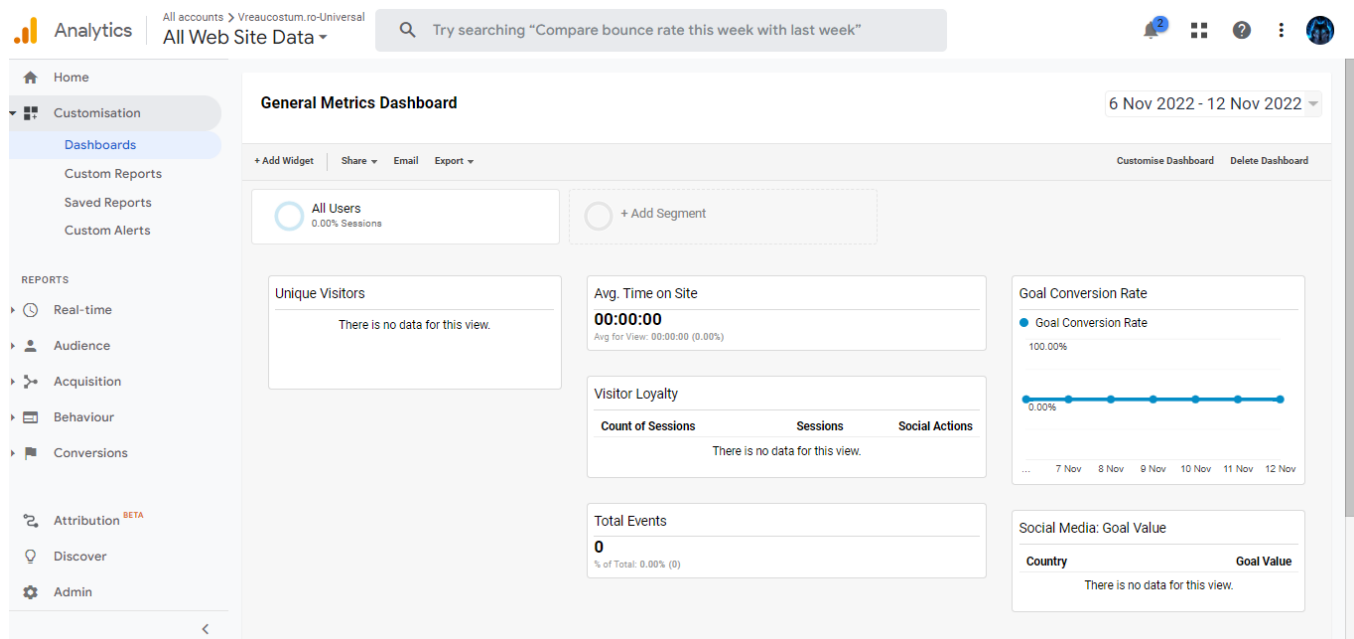 Analytics
All accounts > Vreaucostum.ro-Universal
All Web Site Data
Try searching “Compare bounce rate this week with last week”
2
Home
Customisation
Dashboards
Custom Reports
Saved Reports
Custom Alerts
REPORTS
Real-time
Audience
Acquisition
Behaviour
Conversions
Attribution BETA
Discover
Admin
General Metrics Dashboard
6 Nov 2022 - 12 Nov 2022
+ Add Widget
Share
Email
Export
Customise Dashboard
Delete Dashboard
All Users
0.00% Sessions
+ Add Segment
Unique Visitors
There is no data for this view.
Avg. Time on Site
00:00:00
Avg for View: 00:00:00 (0.00%)
Visitor Loyalty
Count of Sessions Sessions Social Actions
There is no data for this view.
Total Events
0
% of Total: 0.00% (0)
Goal Conversion Rate
Goal Conversion Rate
100.00%
0.00%
... 7 Nov 8 Nov 9 Nov 10 Nov 11 Nov 12 Nov
Social Media: Goal Value
Country Goal Value
There is no data for this view.